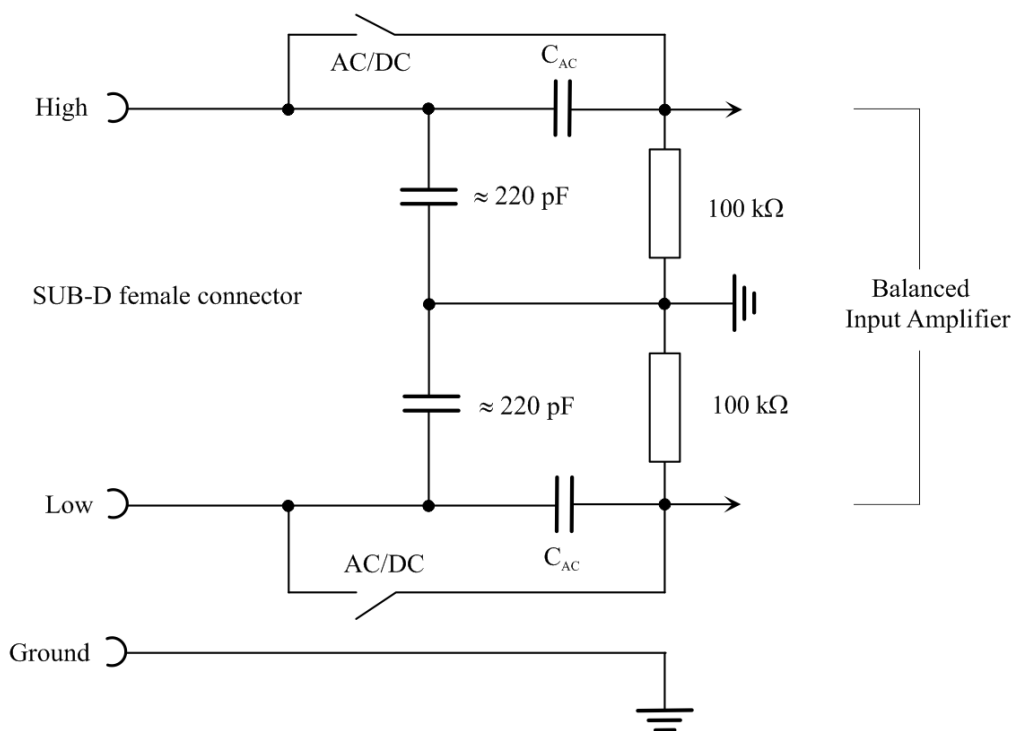 AC/DC
C_AC
High
≈ 220 pF
100 kΩ
SUB-D female connector
Balanced
Input Amplifier
≈ 220 pF
100 kΩ
Low
AC/DC
C_AC
Ground